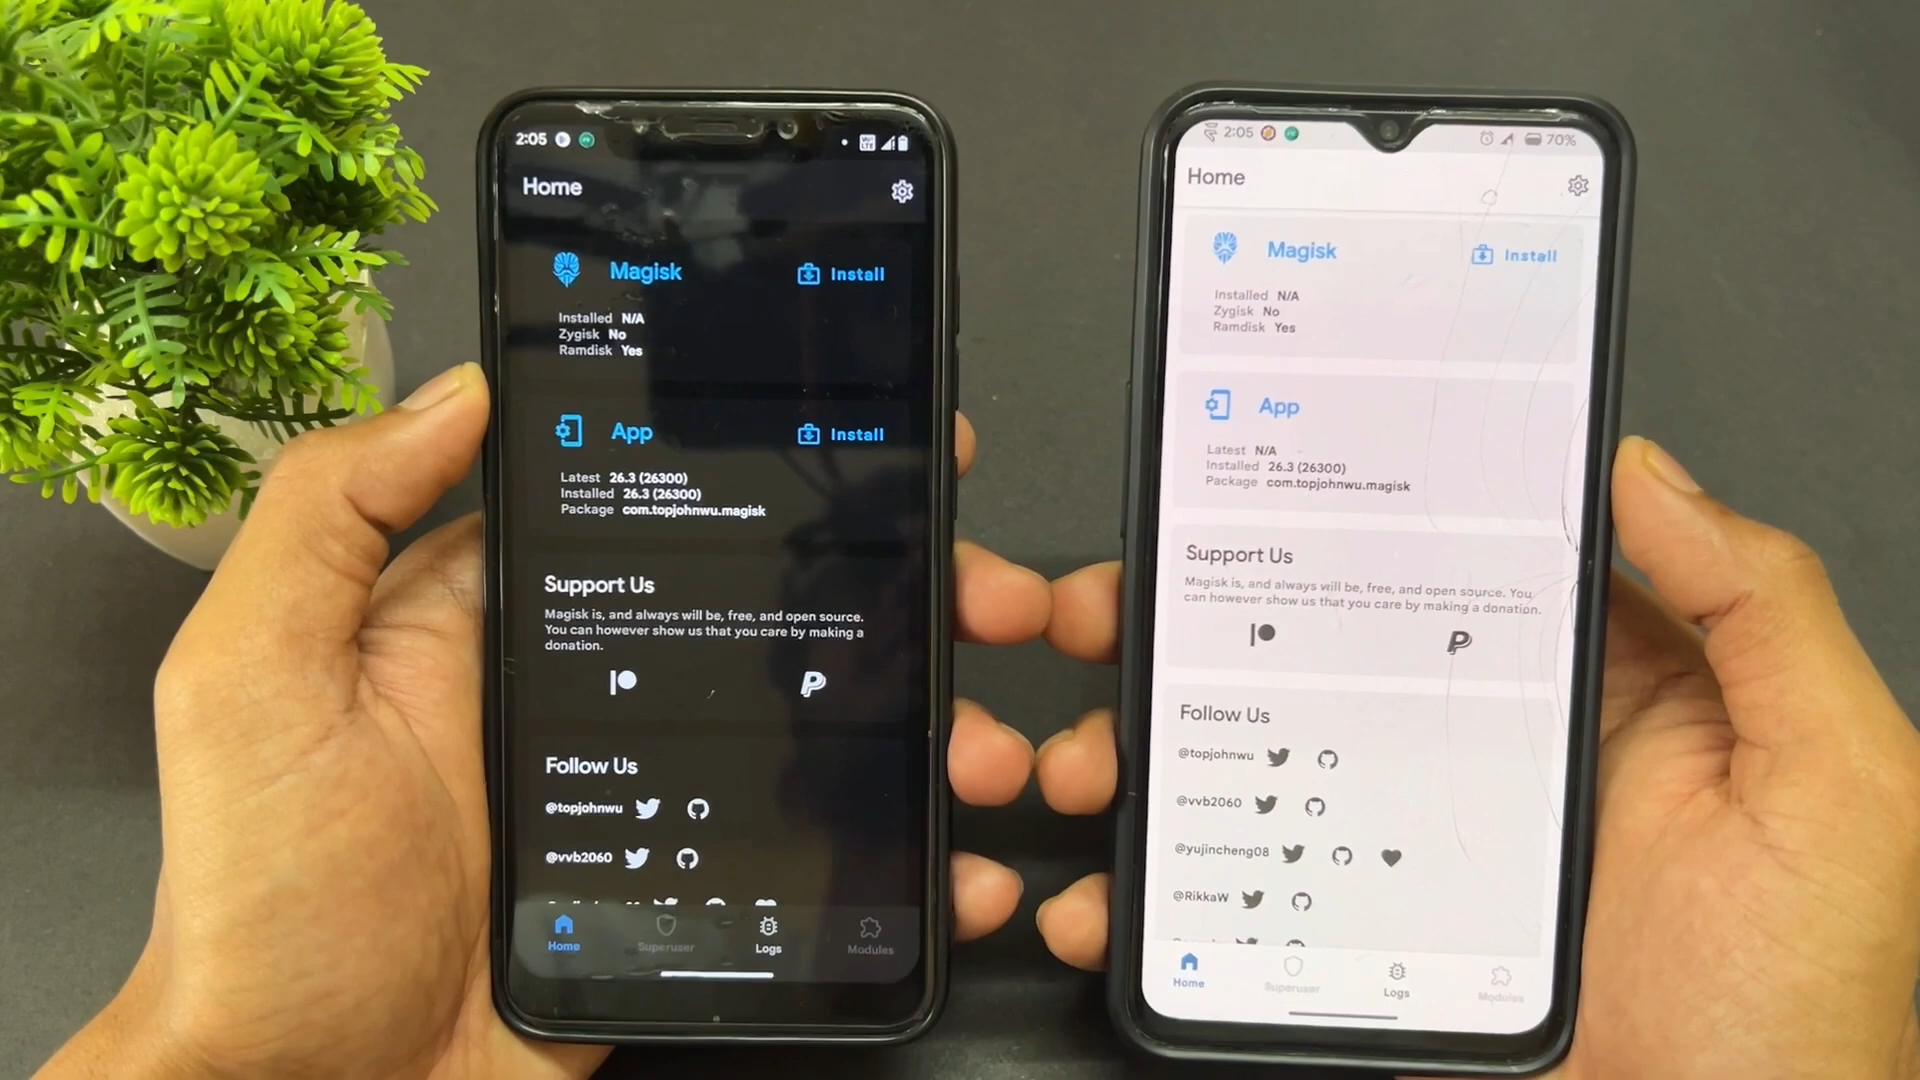 2:05
VoLTE
Home
Magisk
Install
Installed N/A
Zygisk No
Ramdisk Yes
App
Install
Latest 26.3 (26300)
Installed 26.3 (26300)
Package com.topjohnwu.magisk
Support Us
Magisk is, and always will be, free, and open source.
You can however show us that you care by making a
donation.
Follow Us
@topjohnwu
@vvb2060
Home
Superuser
Logs
Modules
2:05
70%
Home
Magisk
Install
Installed N/A
Zygisk No
Ramdisk Yes
App
Latest N/A
Installed 26.3 (26300)
Package com.topjohnwu.magisk
Support Us
Magisk is, and always will be, free, and open source. You
can however show us that you care by making a donation.
Follow Us
@topjohnwu
@vvb2060
@yujincheng08
@RikkaW
Home
Superuser
Logs
Modules